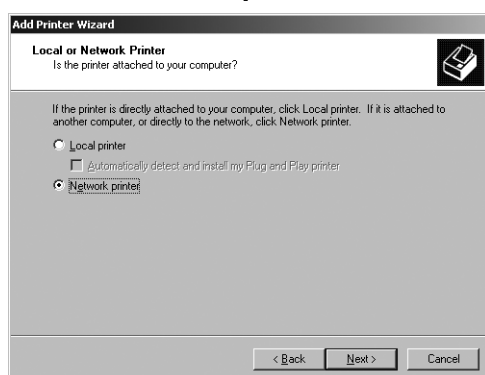 Add Printer Wizard
Local or Network Printer
Is the printer attached to your computer?
If the printer is directly attached to your computer, click Local printer. If it is attached to
another computer, or directly to the network, click Network printer.
Local printer
Automatically detect and install my Plug and Play printer
Network printer
< Back Next > Cancel